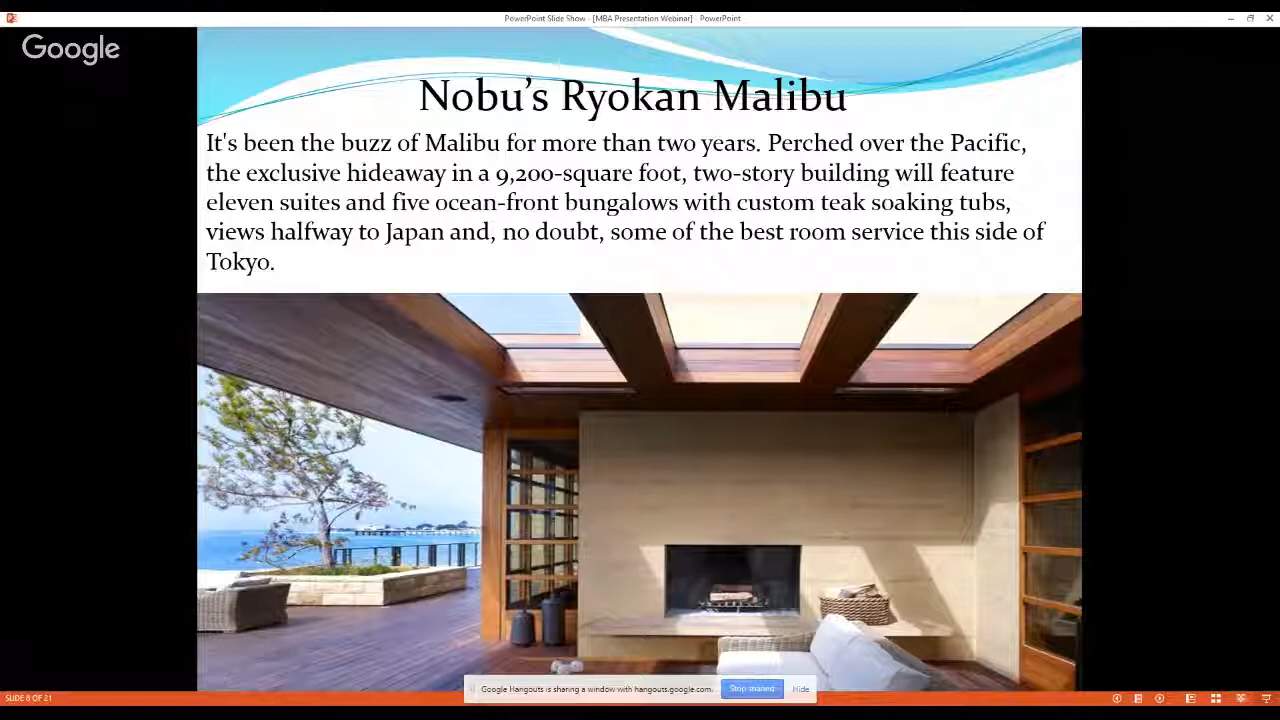 PowerPoint Slide Show - [MBA Presentation Webinar] - PowerPoint
Google
Nobu's Ryokan Malibu
It's been the buzz of Malibu for more than two years. Perched over the Pacific,
the exclusive hideaway in a 9,200-square foot, two-story building will feature
eleven suites and five ocean-front bungalows with custom teak soaking tubs,
views halfway to Japan and, no doubt, some of the best room service this side of
Tokyo.
Google Hangouts is sharing a window with hangouts.google.com. Stop sharing Hide
SLIDE 8 OF 21